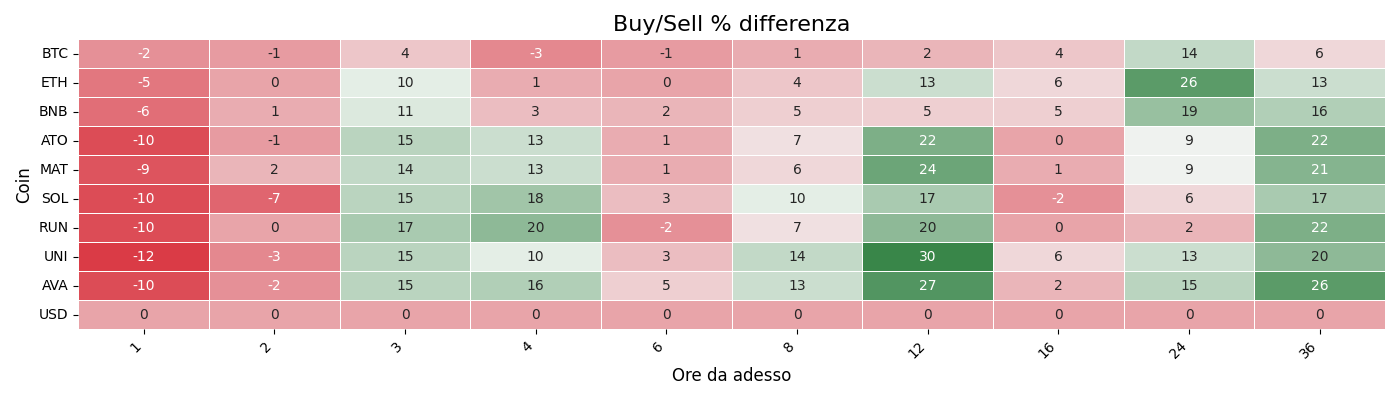 Buy/Sell % differenza
Coin
BTC -2 -1 4 -3 -1 1 2 4 14 6
ETH -5 0 10 1 0 4 13 6 26 13
BNB -6 1 11 3 2 5 5 5 19 16
ATO -10 -1 15 13 1 7 22 0 9 22
MAT -9 2 14 13 1 6 24 1 9 21
SOL -10 -7 15 18 3 10 17 -2 6 17
RUN -10 0 17 20 -2 7 20 0 2 22
UNI -12 -3 15 10 3 14 30 6 13 20
AVA -10 -2 15 16 5 13 27 2 15 26
USD 0 0 0 0 0 0 0 0 0 0
1 2 3 4 6 8 12 16 24 36
Ore da adesso